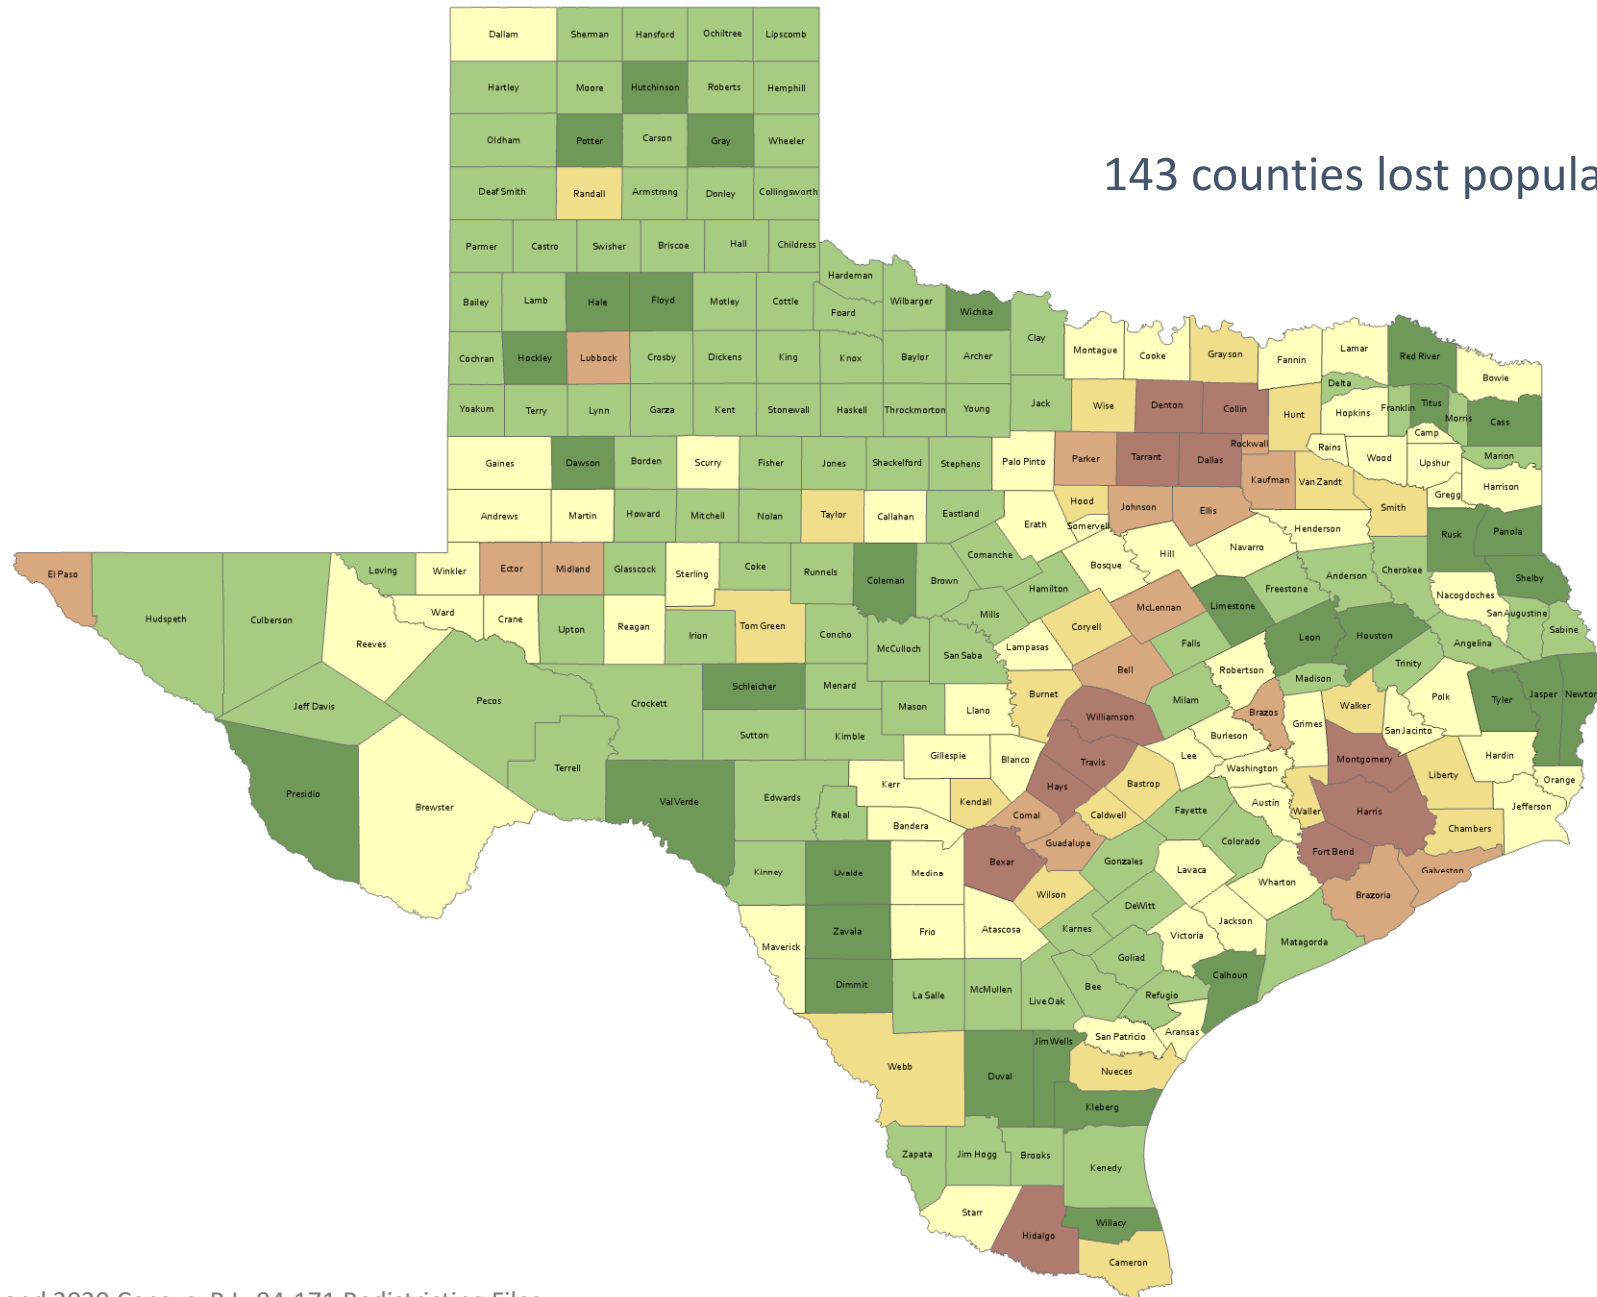 Dallam Sherman Hansford Ochiltree Lipscomb
Hartley Moore Hutchinson Roberts Hemphill
Oldham Potter Carson Gray Wheeler
143 counties lost popula
Deaf Smith Randall Armstrong Donley Collingsworth
Parmer Castro Swisher Briscoe Hall Childress
Hardeman
Bailey Lamb Hale Floyd Motley Cottle Foard Wilbarger Wichita
Clay Montague Cooke Grayson Fannin Lamar Red River Bowie
Cochran Hockley Lubbock Crosby Dickens King Knox Baylor Archer
Delta
Yoakum Terry Lynn Garza Kent Stonewall Haskell Throckmorton Young Jack Wise Denton Collin Hunt Hopkins Franklin Titus Morris Cass
Camp
Rockwall Rains Wood Upshur Marion
Gaines Dawson Borden Scurry Fisher Jones Shackelford Stephens Palo Pinto Parker Tarrant Dallas Kaufman Van Zandt Gregg Harrison
Andrews Martin Howard Mitchell Nolan Taylor Callahan Eastland Erath Hood Somervell Johnson Ellis Henderson Smith Rusk Panola
El Paso Hudspeth Culberson Loving Winkler Ector Midland Glasscock Sterling Coke Runnels Coleman Brown Comanche Hamilton Bosque Hill Navarro Freestone Anderson Cherokee Nacogdoches Shelby
Reeves Ward Crane Upton Reagan Irion Tom Green Concho McCulloch San Saba Mills Lampasas Coryell McLennan Limestone Falls Leon Houston Angelina San Augustine Sabine
Jeff Davis Pecos Crockett Schleicher Menard Mason Llano Burnet Bell Milam Robertson Madison Trinity Polk Tyler Jasper Newton
Sutton Kimble Williamson Brazos Grimes Walker San Jacinto
Presidio Brewster Terrell Val Verde Edwards Real Kerr Gillespie Blanco Travis Lee Burleson Washington Montgomery Liberty Hardin Orange
Bandera Kendall Comal Hays Bastrop Caldwell Fayette Austin Waller Harris Chambers Jefferson
Kinney Uvalde Medina Bexar Guadalupe Gonzales Colorado Lavaca Wharton Fort Bend Brazoria Galveston
Maverick Zavala Frio Atascosa Wilson Karnes DeWitt Victoria Jackson Matagorda
Dimmit La Salle McMullen Live Oak Bee Goliad Refugio Calhoun
Webb Duval Jim Wells San Patricio Aransas
Nueces
Kleberg
Zapata Jim Hogg Brooks Kenedy
Starr Hidalgo Willacy
Cameron